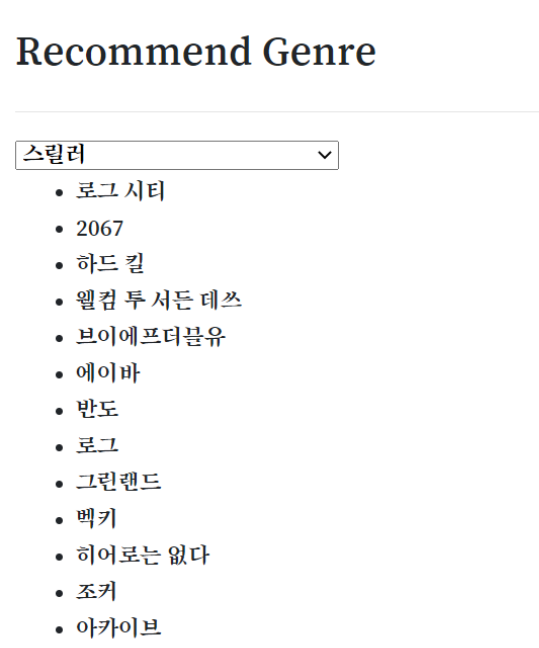 Recommend Genre
스릴러
로그 시티
2067
하드 킬
웰컴 투 서든 데쓰
브이에프더블유
에이바
반도
로그
그린랜드
벡키
히어로는 없다
조커
아카이브